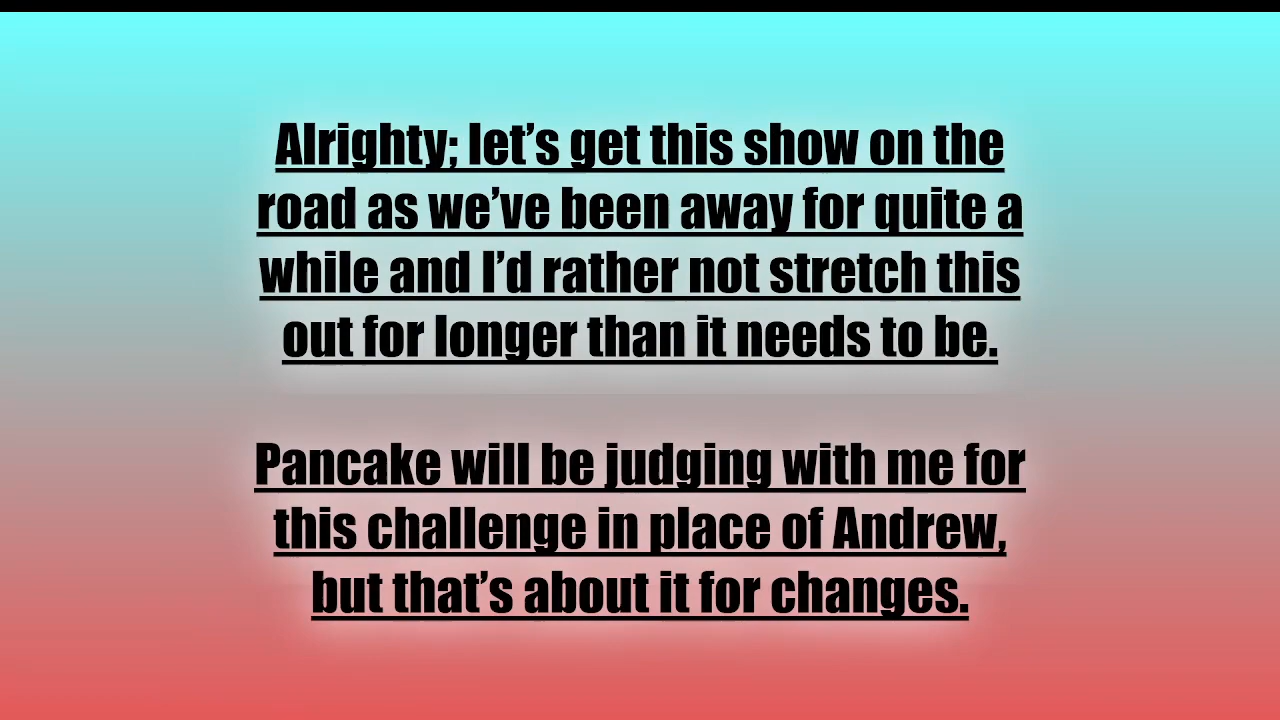 Alrighty; let’s get this show on the
road as we’ve been away for quite a
while and I’d rather not stretch this
out for longer than it needs to be.
Pancake will be judging with me for
this challenge in place of Andrew,
but that’s about it for changes.